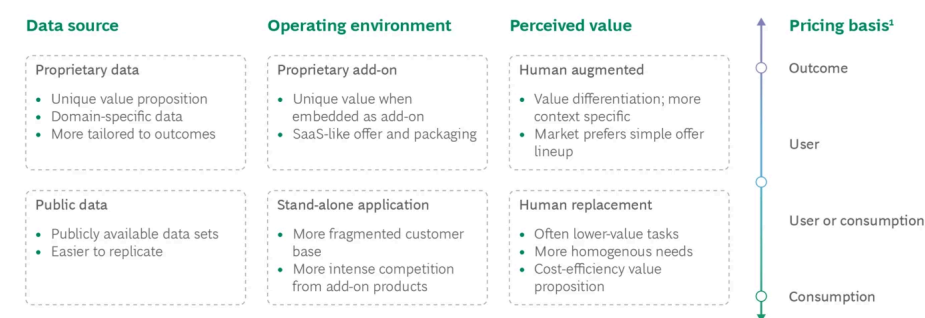 Data source
Operating environment
Perceived value
Pricing basis¹
Proprietary data
• Unique value proposition
• Domain-specific data
• More tailored to outcomes
Proprietary add-on
• Unique value when
embedded as add-on
• SaaS-like offer and packaging
Human augmented
• Value differentiation; more
context specific
• Market prefers simple offer
lineup
Outcome
User
Public data
• Publicly available data sets
• Easier to replicate
Stand-alone application
• More fragmented customer
base
• More intense competition
from add-on products
Human replacement
• Often lower-value tasks
• More homogenous needs
• Cost-efficiency value
proposition
User or consumption
Consumption